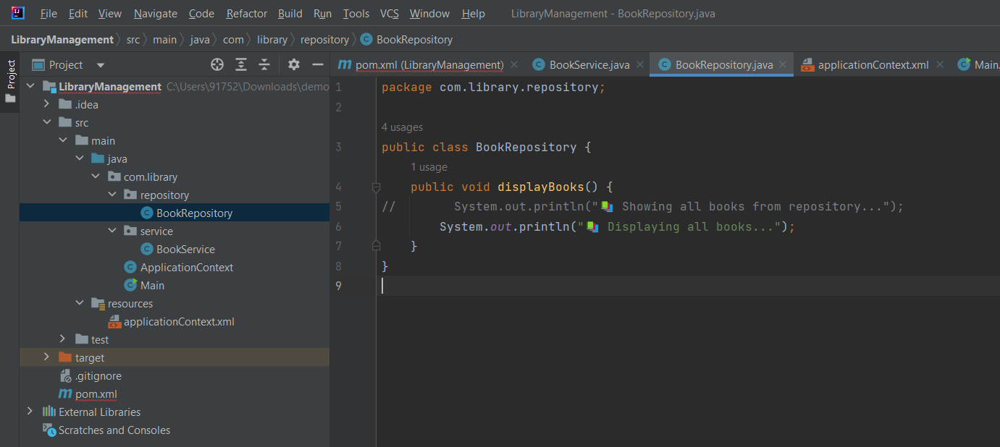 File Edit View Navigate Code Refactor Build Run Tools VCS Window Help LibraryManagement - BookRepository.java
LibraryManagement src main java com library repository BookRepository
Project
Project
pom.xml (LibraryManagement) BookService.java BookRepository.java applicationContext.xml Main.
LibraryManagement C:\Users\91752\Downloads\demo
.idea
src
main
java
com.library
repository
BookRepository
service
BookService
ApplicationContext
Main
resources
applicationContext.xml
test
target
.gitignore
pom.xml
External Libraries
Scratches and Consoles
1 package com.library.repository;
2
4 usages
3 public class BookRepository {
1 usage
4 public void displayBooks() {
5 // System.out.println("📚 Showing all books from repository...");
6 System.out.println("📚 Displaying all books...");
7 }
8 }
9